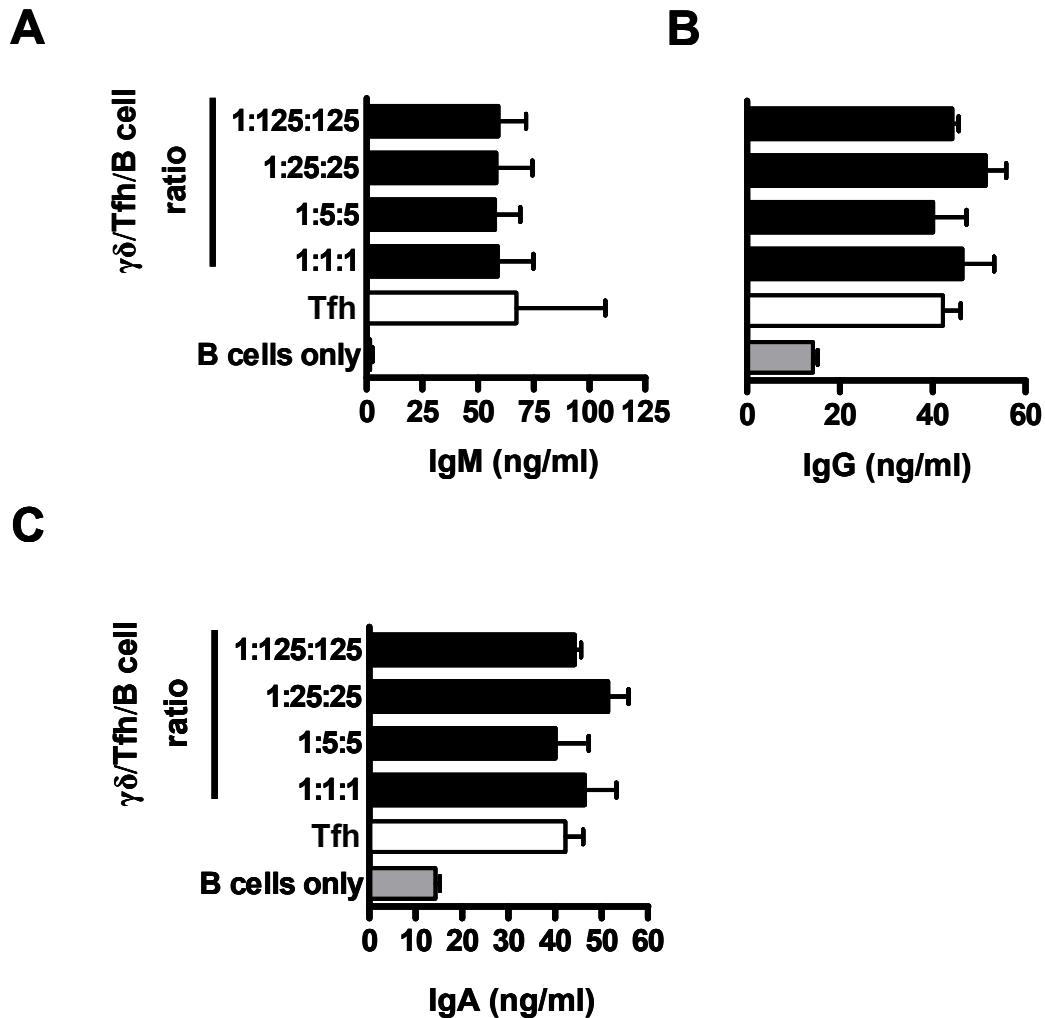 A
γδ/Tfh/B cell
ratio
1:125:125
1:25:25
1:5:5
1:1:1
Tfh
B cells only
0 25 50 75 100 125
IgM (ng/ml)
B
0 20 40 60
IgG (ng/ml)
C
γδ/Tfh/B cell
ratio
1:125:125
1:25:25
1:5:5
1:1:1
Tfh
B cells only
0 10 20 30 40 50 60
IgA (ng/ml)